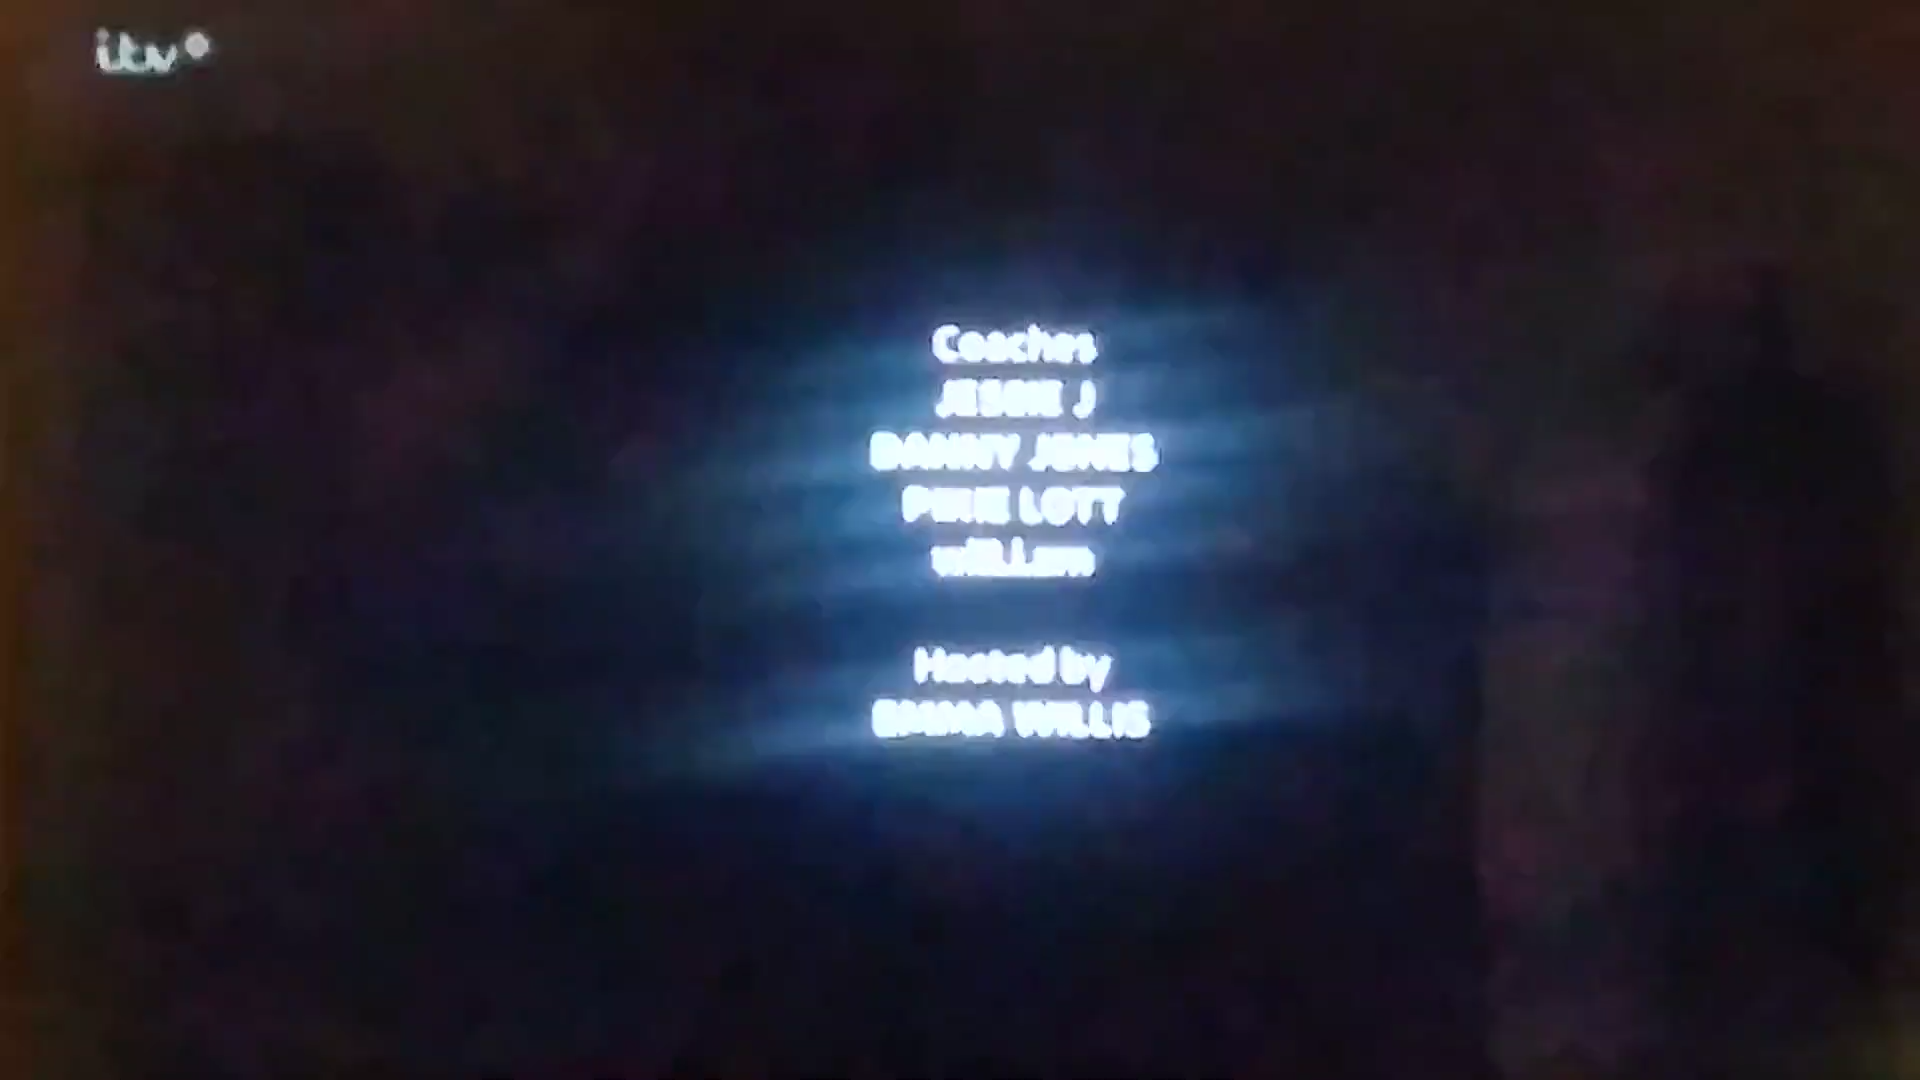 itv
Coaches
JESSIE J
DANNY JONES
PIXIE LOTT
will.i.am
Hosted by
EMMA WILLIS